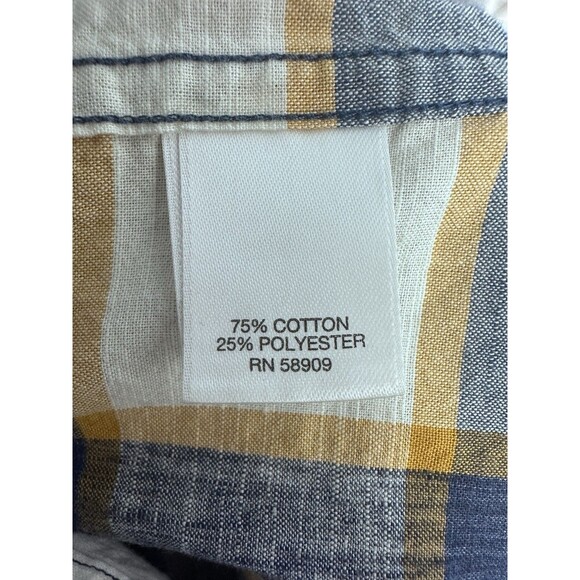 75% COTTON
25% POLYESTER
RN 58909